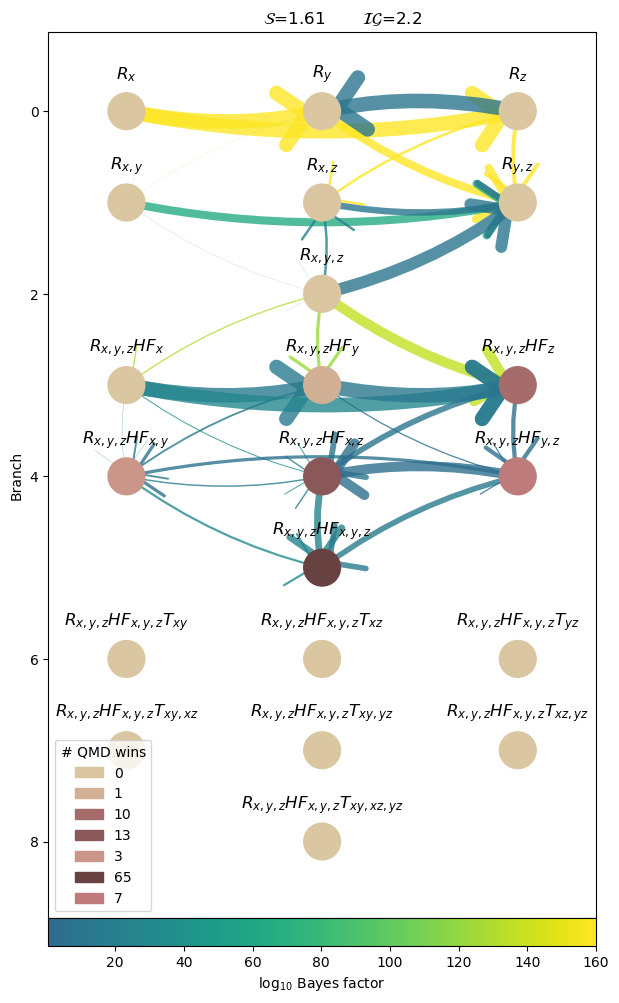 𝒮=1.61 ℐ𝒢=2.2
R_x R_y R_z
0
R_{x,y} R_{x,z} R_{y,z}
R_{x,y,z}
2
R_{x,y,z}HF_x R_{x,y,z}HF_y R_{x,y,z}HF_z
R_{x,y,z}HF_{x,y} R_{x,y,z}HF_{x,z} R_{x,y,z}HF_{y,z}
4
Branch
R_{x,y,z}HF_{x,y,z}
R_{x,y,z}HF_{x,y,z}T_{xy} R_{x,y,z}HF_{x,y,z}T_{xz} R_{x,y,z}HF_{x,y,z}T_{yz}
6
R_{x,y,z}HF_{x,y,z}T_{xy,xz} R_{x,y,z}HF_{x,y,z}T_{xy,yz} R_{x,y,z}HF_{x,y,z}T_{xz,yz}
# QMD wins
0
1
10
13
3
65
7
R_{x,y,z}HF_{x,y,z}T_{xy,xz,yz}
8
20 40 60 80 100 120 140 160
log₁₀ Bayes factor